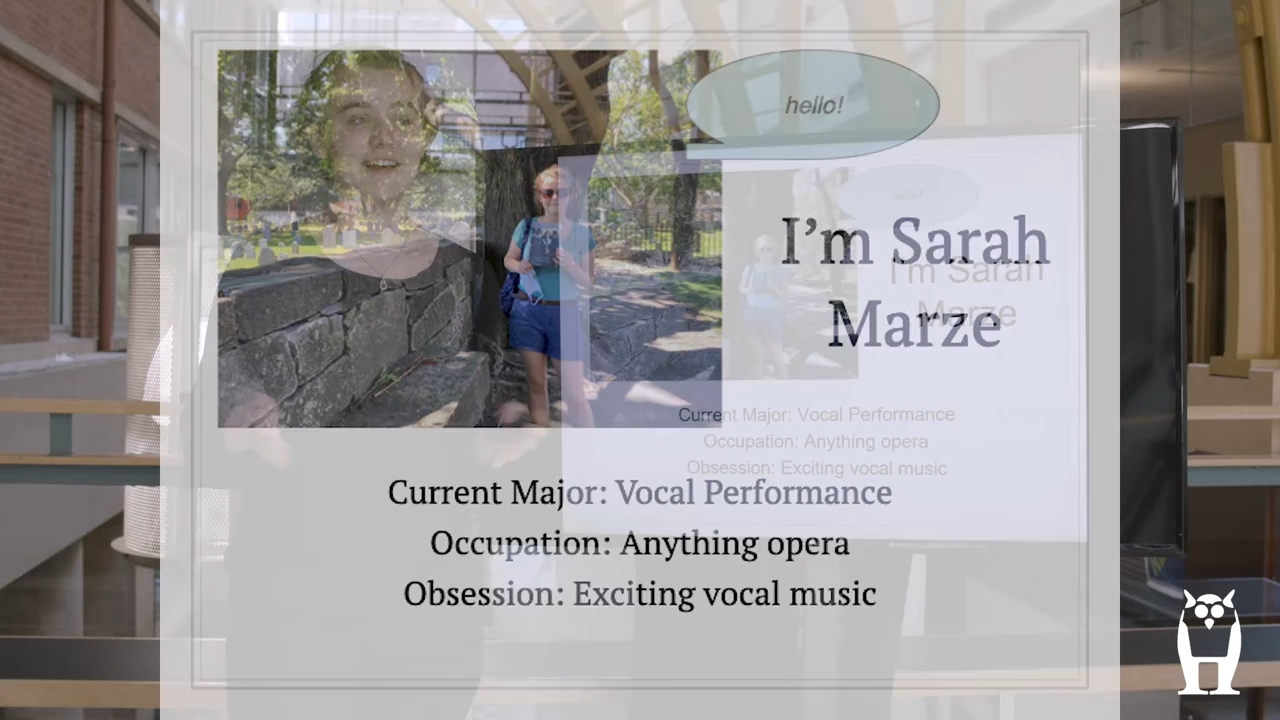 hello!
I'm Sarah
Marze
Current Major: Vocal Performance
Occupation: Anything opera
Obsession: Exciting vocal music
hello!
I'm Sarah
Marze
Current Major: Vocal Performance
Occupation: Anything opera
Obsession: Exciting vocal music